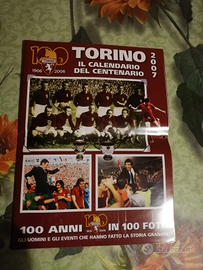 100
1906 2006
TORINO
IL CALENDARIO
DEL CENTENARIO
2007
100 ANNI 100 IN 100 FOTO
GLI UOMINI E GLI EVENTI CHE HANNO FATTO LA STORIA GRANATA